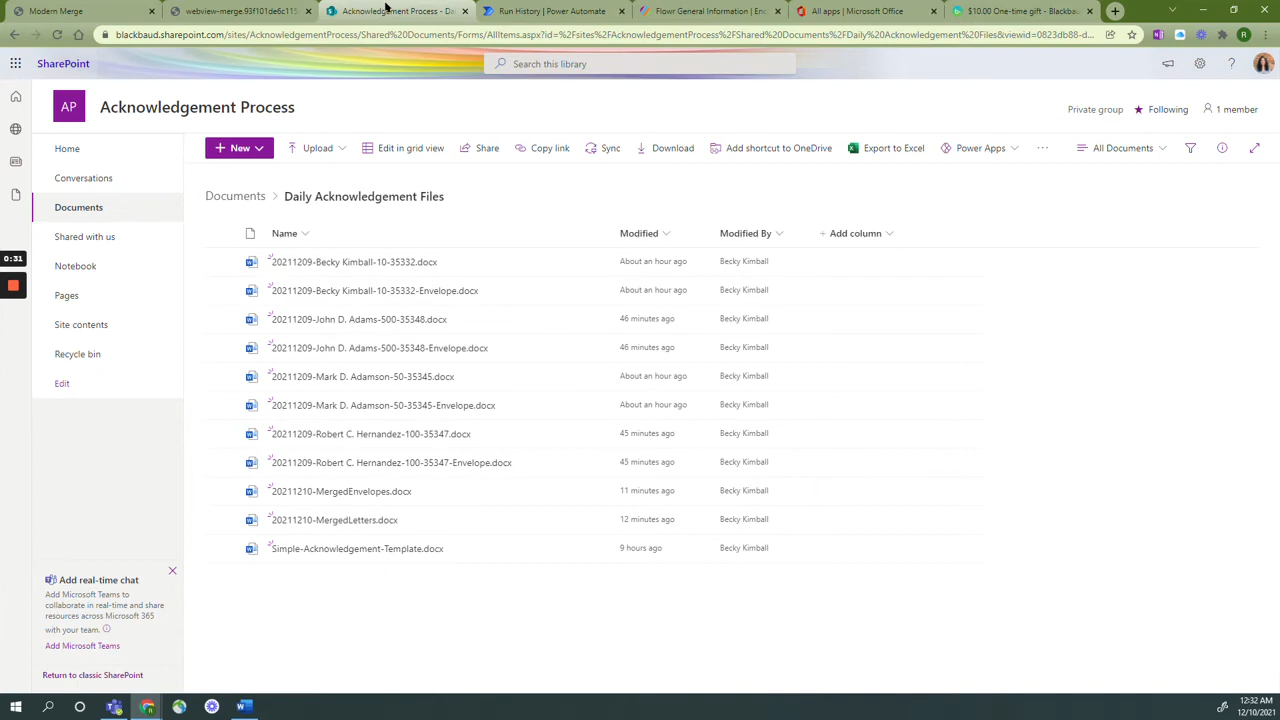 Modern Merge
webview-mem.93f101d6c115...
Acknowledgement Process - Da
Run History | Power Automate
Flowr General Information | Enc
All apps | Microsoft Office
$10.00 One-time gift - Blackbau
blackbaud.sharepoint.com/sites/AcknowledgementProcess/Shared Documents/Forms/AllItems.aspx?id=%2Fsites%2FAcknowledgementProcess%2FShared%20Documents%2FDaily%20Acknowledgement%20Files&viewid=0823db88-d...
SharePoint
Search this library
AP
Acknowledgement Process
Private group
Following
1 member
New
Upload
Edit in grid view
Share
Copy link
Sync
Download
Add shortcut to OneDrive
Export to Excel
Power Apps
All Documents
Home
Conversations
Documents
Shared with us
Notebook
Pages
Site contents
Recycle bin
Edit
0:31
Documents > Daily Acknowledgement Files
Name Modified Modified By + Add column
20211209-Becky Kimball-10-35332.docx About an hour ago Becky Kimball
20211209-Becky Kimball-10-35332-Envelope.docx About an hour ago Becky Kimball
20211209-John D. Adams-500-35348.docx 46 minutes ago Becky Kimball
20211209-John D. Adams-500-35348-Envelope.docx 46 minutes ago Becky Kimball
20211209-Mark D. Adamson-50-35345.docx About an hour ago Becky Kimball
20211209-Mark D. Adamson-50-35345-Envelope.docx About an hour ago Becky Kimball
20211209-Robert C. Hernandez-100-35347.docx 45 minutes ago Becky Kimball
20211209-Robert C. Hernandez-100-35347-Envelope.docx 45 minutes ago Becky Kimball
20211210-MergedEnvelopes.docx 11 minutes ago Becky Kimball
20211210-MergedLetters.docx 12 minutes ago Becky Kimball
Simple-Acknowledgement-Template.docx 9 hours ago Becky Kimball
Add real-time chat
Add Microsoft Teams to
collaborate in real-time and share
resources across Microsoft 365
with your team.
Add Microsoft Teams
Return to classic SharePoint
12:32 AM
12/10/2021